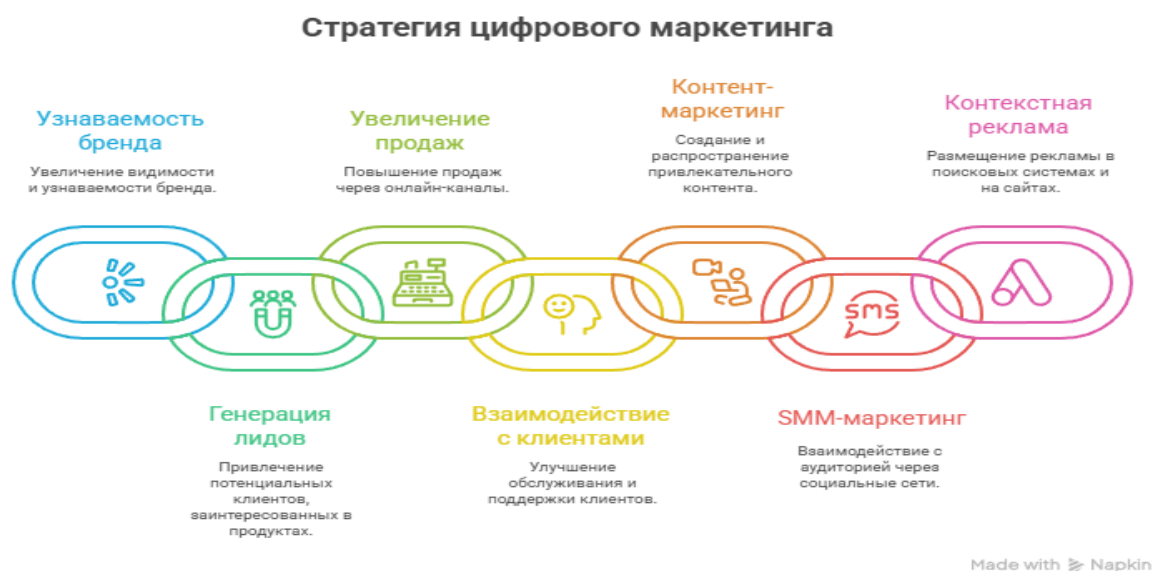 Стратегия цифрового маркетинга
Узнаваемость
бренда
Увеличение видимости
и узнаваемости бренда.
Увеличение
продаж
Повышение продаж
через онлайн-каналы.
Контент-
маркетинг
Создание и
распространение
привлекательного
контента.
Контекстная
реклама
Размещение рекламы в
поисковых системах и
на сайтах.
sms
Генерация
лидов
Привлечение
потенциальных
клиентов,
заинтересованных в
продуктах.
Взаимодействие
с клиентами
Улучшение
обслуживания и
поддержки клиентов.
SMM-маркетинг
Взаимодействие с
аудиторией через
социальные сети.
Made with Napkin